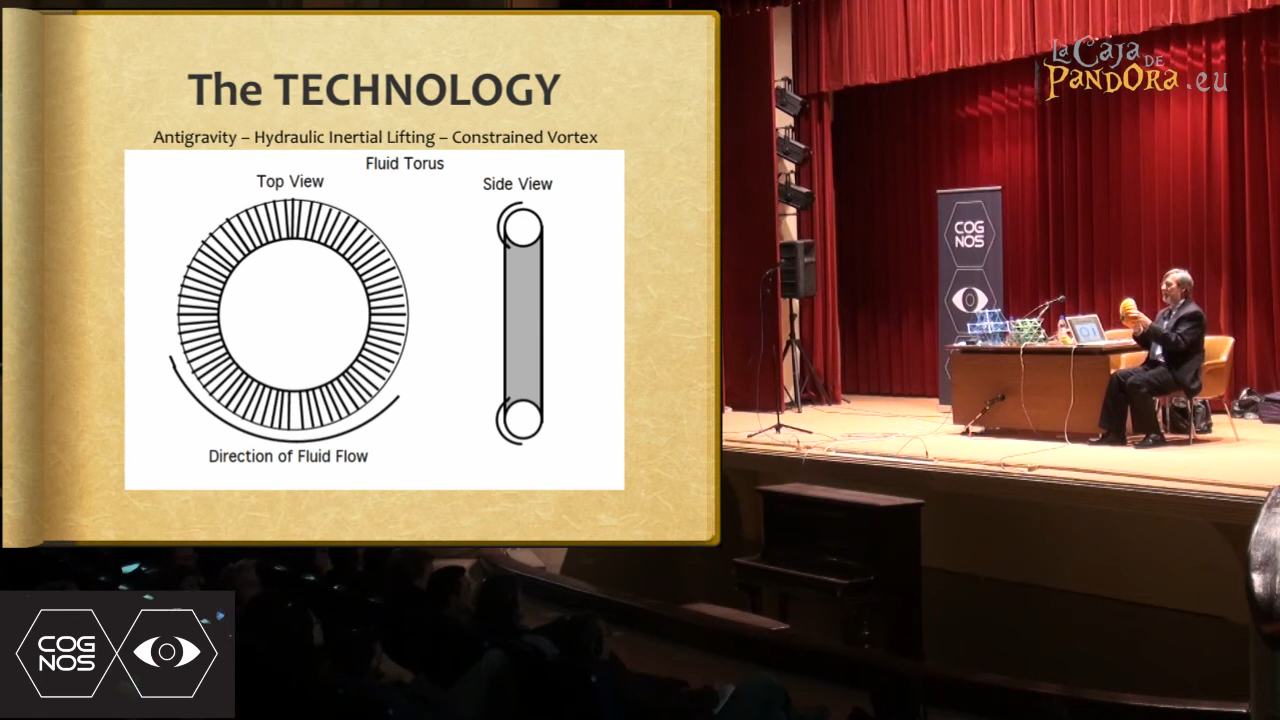 The TECHNOLOGY
Antigravity – Hydraulic Inertial Lifting – Constrained Vortex
Fluid Torus
Top View
Side View
Direction of Fluid Flow
La Caja
DE
PANDORA.eu
COG
NOS
COG
NOS